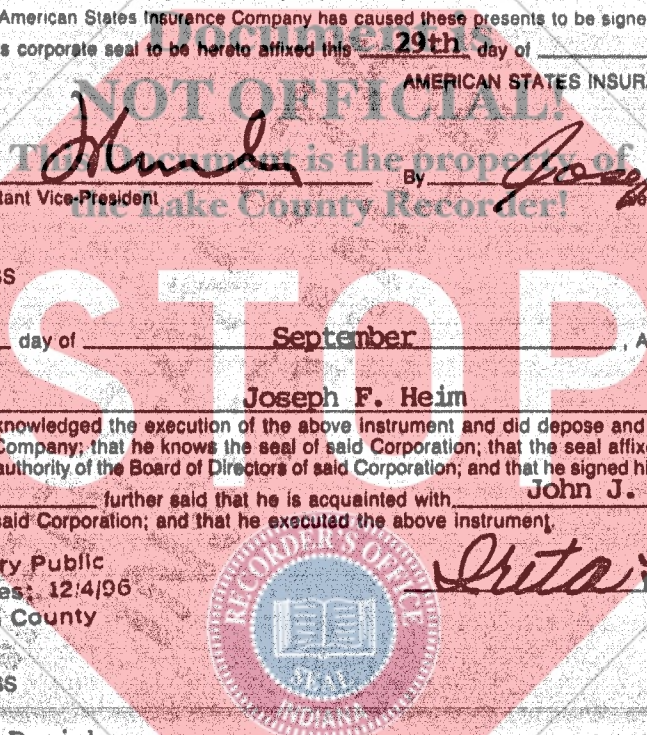 American States Insurance Company has caused these presents to be signe
s corporate seal to be hereto affixed this 29th day of
Document is
AMERICAN STATES INSUR
NOT OFFICIAL!
This Document is the property of
By
tant Vice-President
the Lake County Recorder!
SS
STOP
day of September, A
Joseph F. Heim
knowledged the execution of the above instrument and did depose and
Company; that he knows the seal of said Corporation; that the seal affixe
authority of the Board of Directors of said Corporation; and that he signed hi
further said that he is acquainted with John J.
said Corporation; and that he executed the above instrument.
ry Public
es: 12/4/96
County
RECORDER'S OFFICE
SEAL
INDIANA
SS